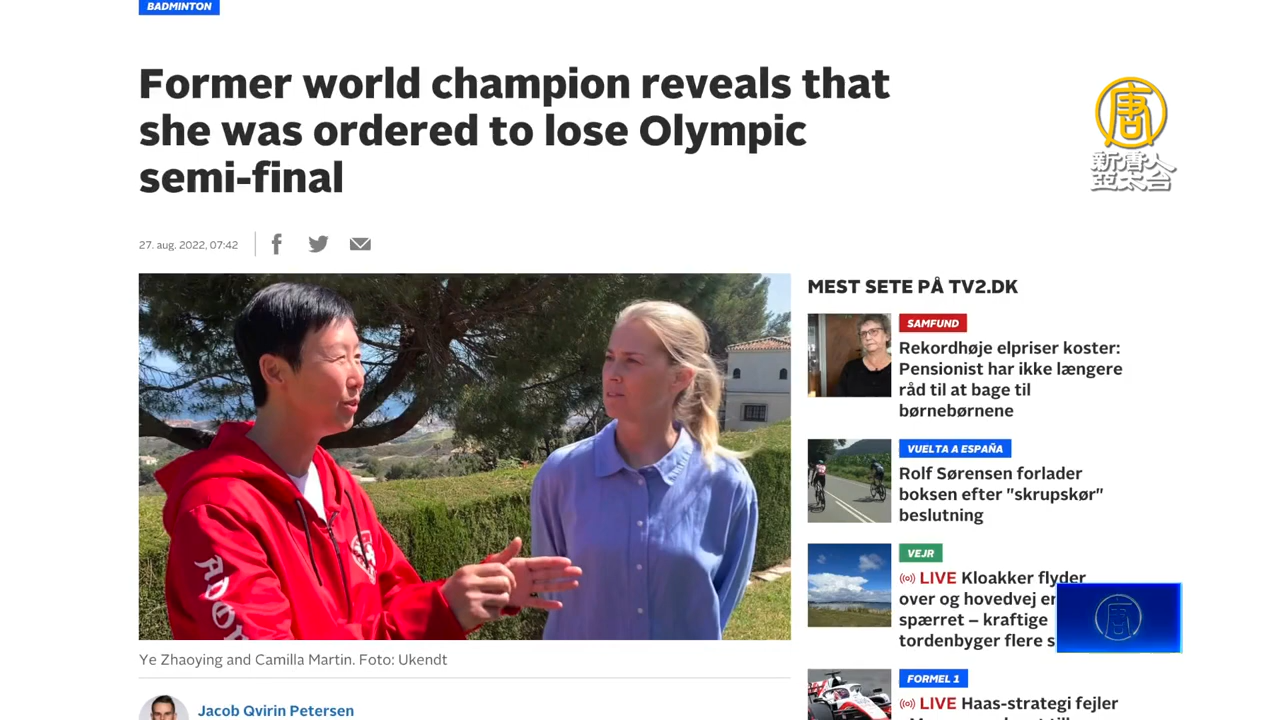 BADMINTON
Former world champion reveals that
she was ordered to lose Olympic
semi-final
27. aug. 2022, 07:42
唐
新唐人
亞太台
MEST SETE PÅ TV2.DK
SAMFUND
Rekordhøje elpriser koster:
Pensionist har ikke længere
råd til at bage til
børnebørnene
VUELTA A ESPAÑA
Rolf Sørensen forlader
boksen efter "skrupskør"
beslutning
VEJR
LIVE Kloakker flyder
over og hovedvej er
spærret – kraftige
tordenbyger flere s
Ye Zhaoying and Camilla Martin. Foto: Ukendt
FORMEL 1
LIVE Haas-strategi fejler
Jacob Qvirin Petersen